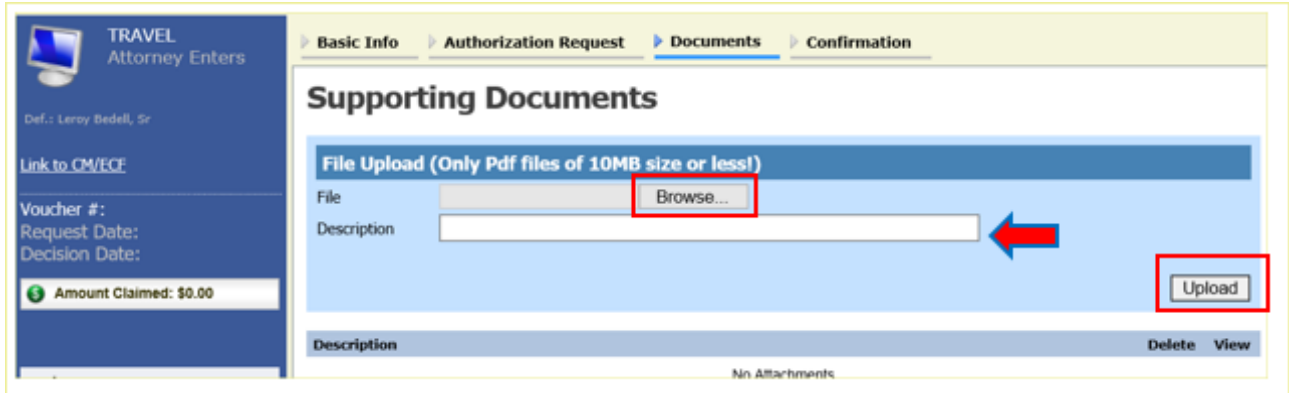 TRAVEL
Attorney Enters
Def.: Leroy Bedell, Sr
Link to CM/ECF
Voucher #:
Request Date:
Decision Date:
Amount Claimed: $0.00
Basic Info Authorization Request Documents Confirmation
Supporting Documents
File Upload (Only Pdf files of 10MB size or less!)
File Browse...
Description
Upload
Description Delete View
No Attachments